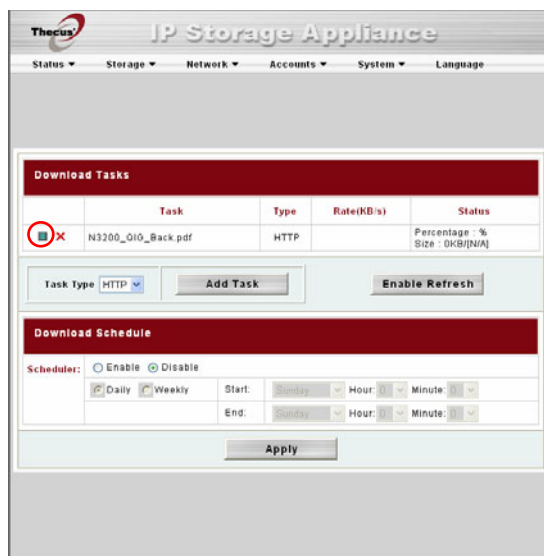 Thecus
IP Storage Appliance
Status Storage Network Accounts System Language
Download Tasks
Task Type Rate(KB/s) Status
N3200_QIG_Back.pdf HTTP Percentage : %
Size : 0KB/[N/A]
Task Type HTTP Add Task Enable Refresh
Download Schedule
Scheduler: Enable Disable
Daily Weekly Start: Sunday Hour: 0 Minute: 0
End: Sunday Hour: 0 Minute: 0
Apply